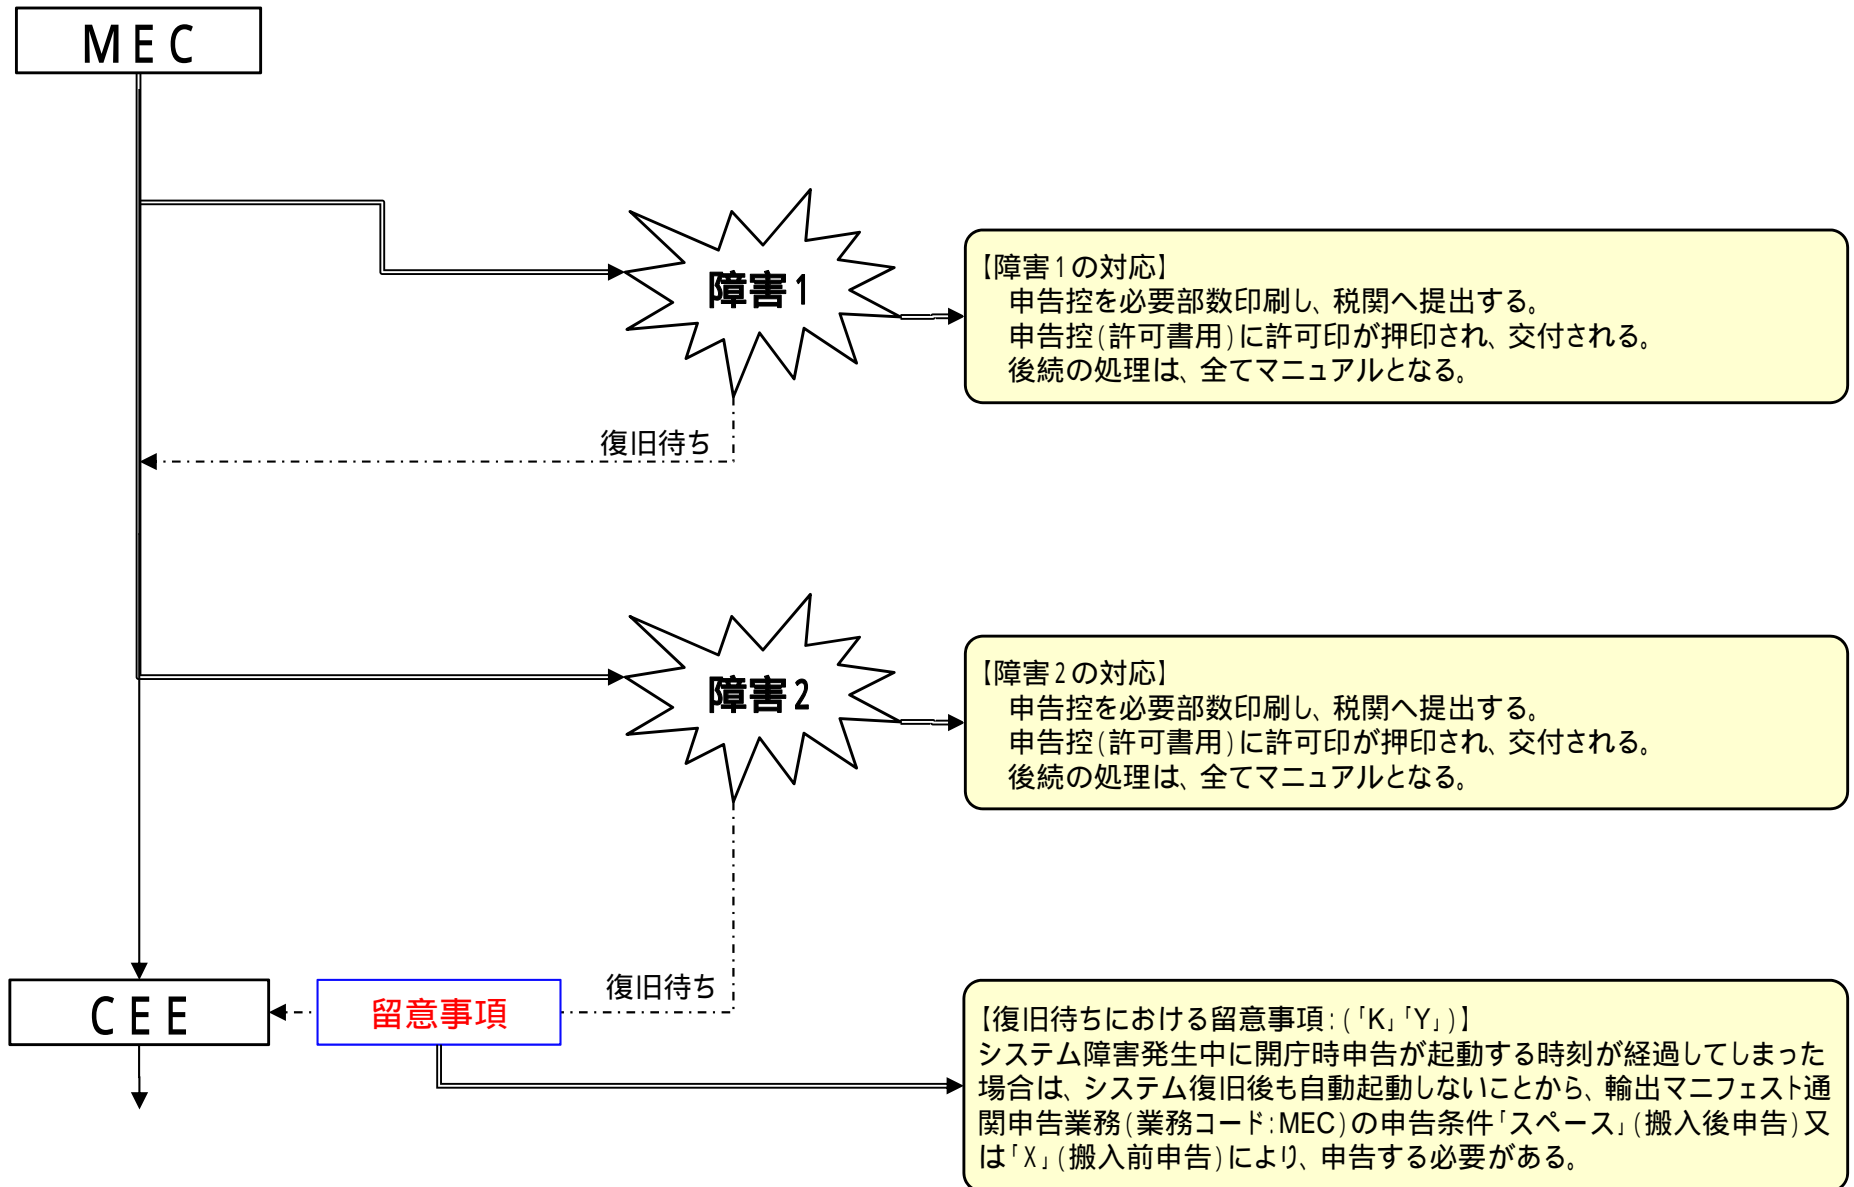 MEC
障害1
【障害1の対応】
申告控を必要部数印刷し、税関へ提出する。
申告控(許可書用)に許可印が押印され、交付される。
後続の処理は、全てマニュアルとなる。
復旧待ち
障害2
【障害2の対応】
申告控を必要部数印刷し、税関へ提出する。
申告控(許可書用)に許可印が押印され、交付される。
後続の処理は、全てマニュアルとなる。
復旧待ち
CEE
留意事項
【復旧待ちにおける留意事項:(「K」「Y」)】
システム障害発生中に開庁時申告が起動する時刻が経過してしまった
場合は、システム復旧後も自動起動しないことから、輸出マニフェスト通
関申告業務(業務コード:MEC)の申告条件「スペース」(搬入後申告)又
は「X」(搬入前申告)により、申告する必要がある。